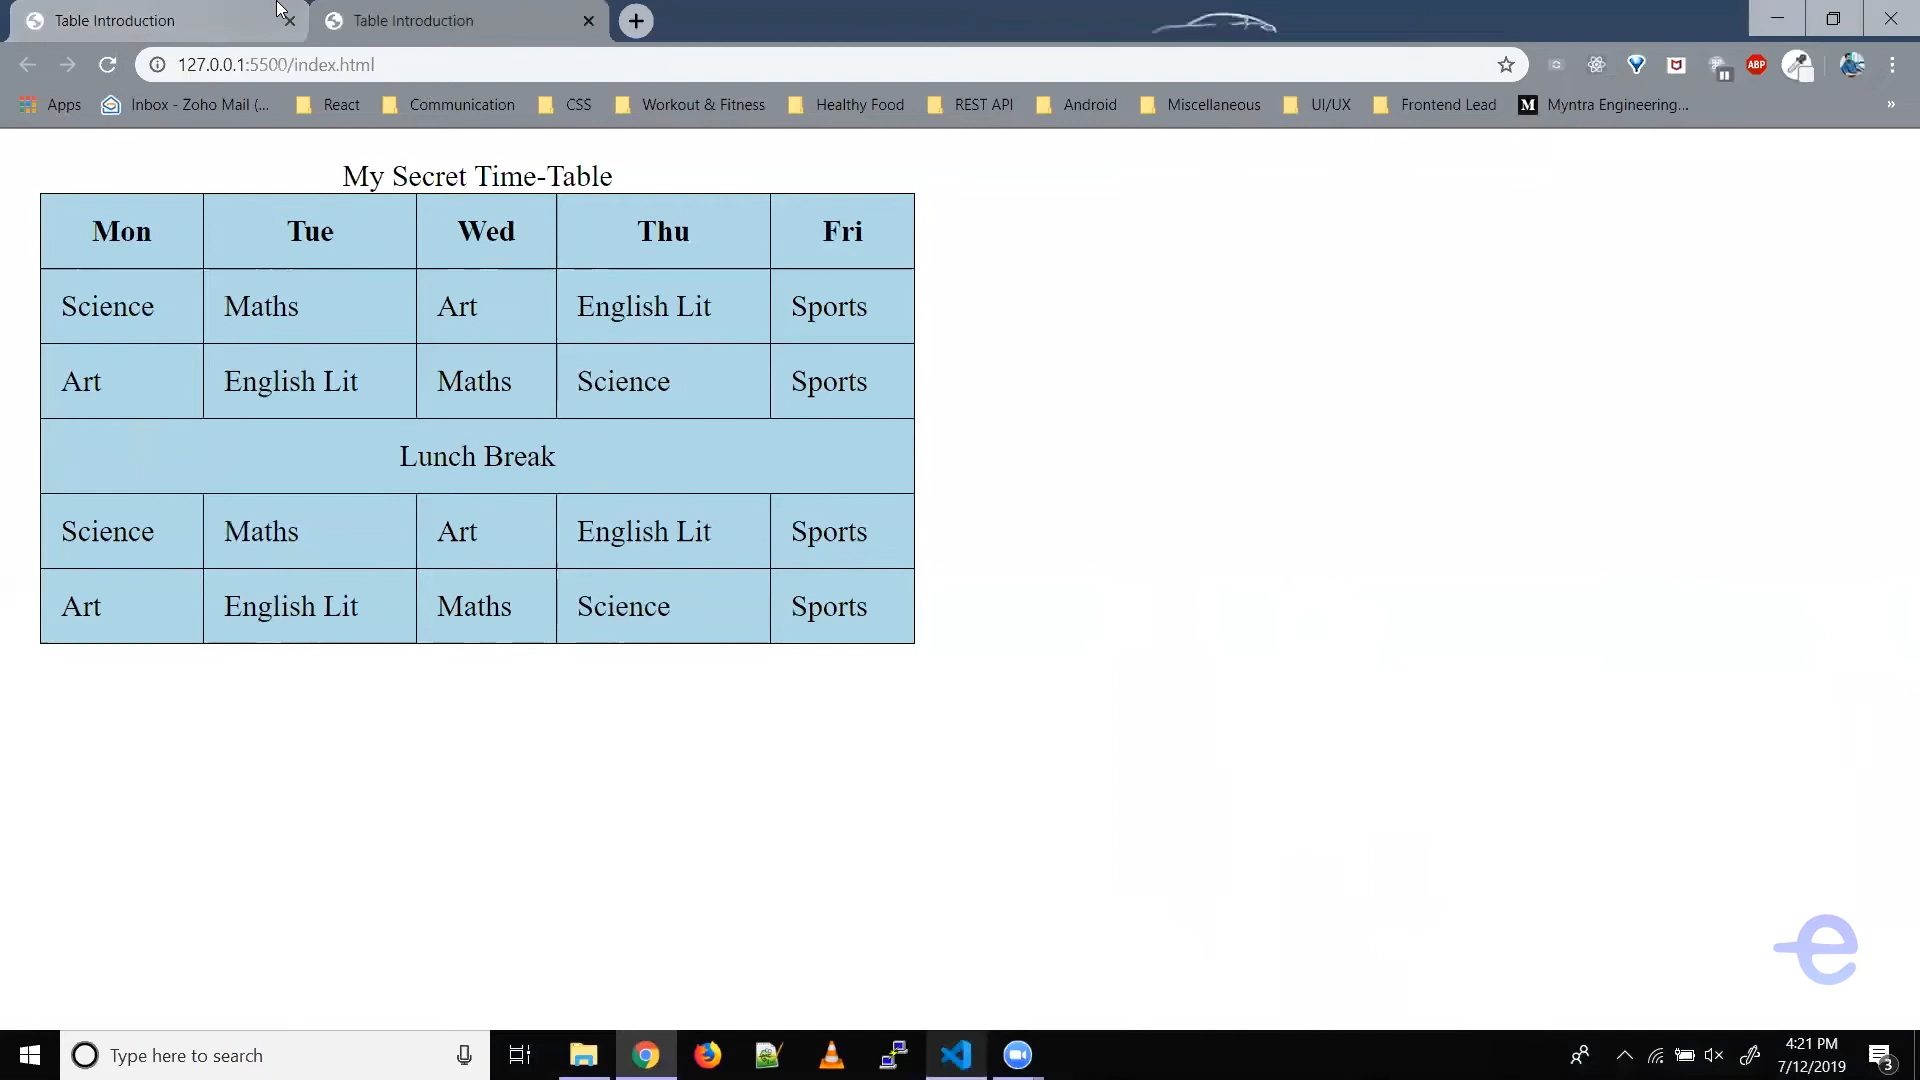 Table Introduction
Table Introduction
127.0.0.1:5500/index.html
ABP
Apps
Inbox - Zoho Mail (...
React
Communication
CSS
Workout & Fitness
Healthy Food
REST API
Android
Miscellaneous
UI/UX
Frontend Lead
M
Myntra Engineering...
»
My Secret Time-Table
Mon Tue Wed Thu Fri
Science Maths Art English Lit Sports
Art English Lit Maths Science Sports
Lunch Break
Science Maths Art English Lit Sports
Art English Lit Maths Science Sports
e
Type here to search
4:21 PM
7/12/2019
3